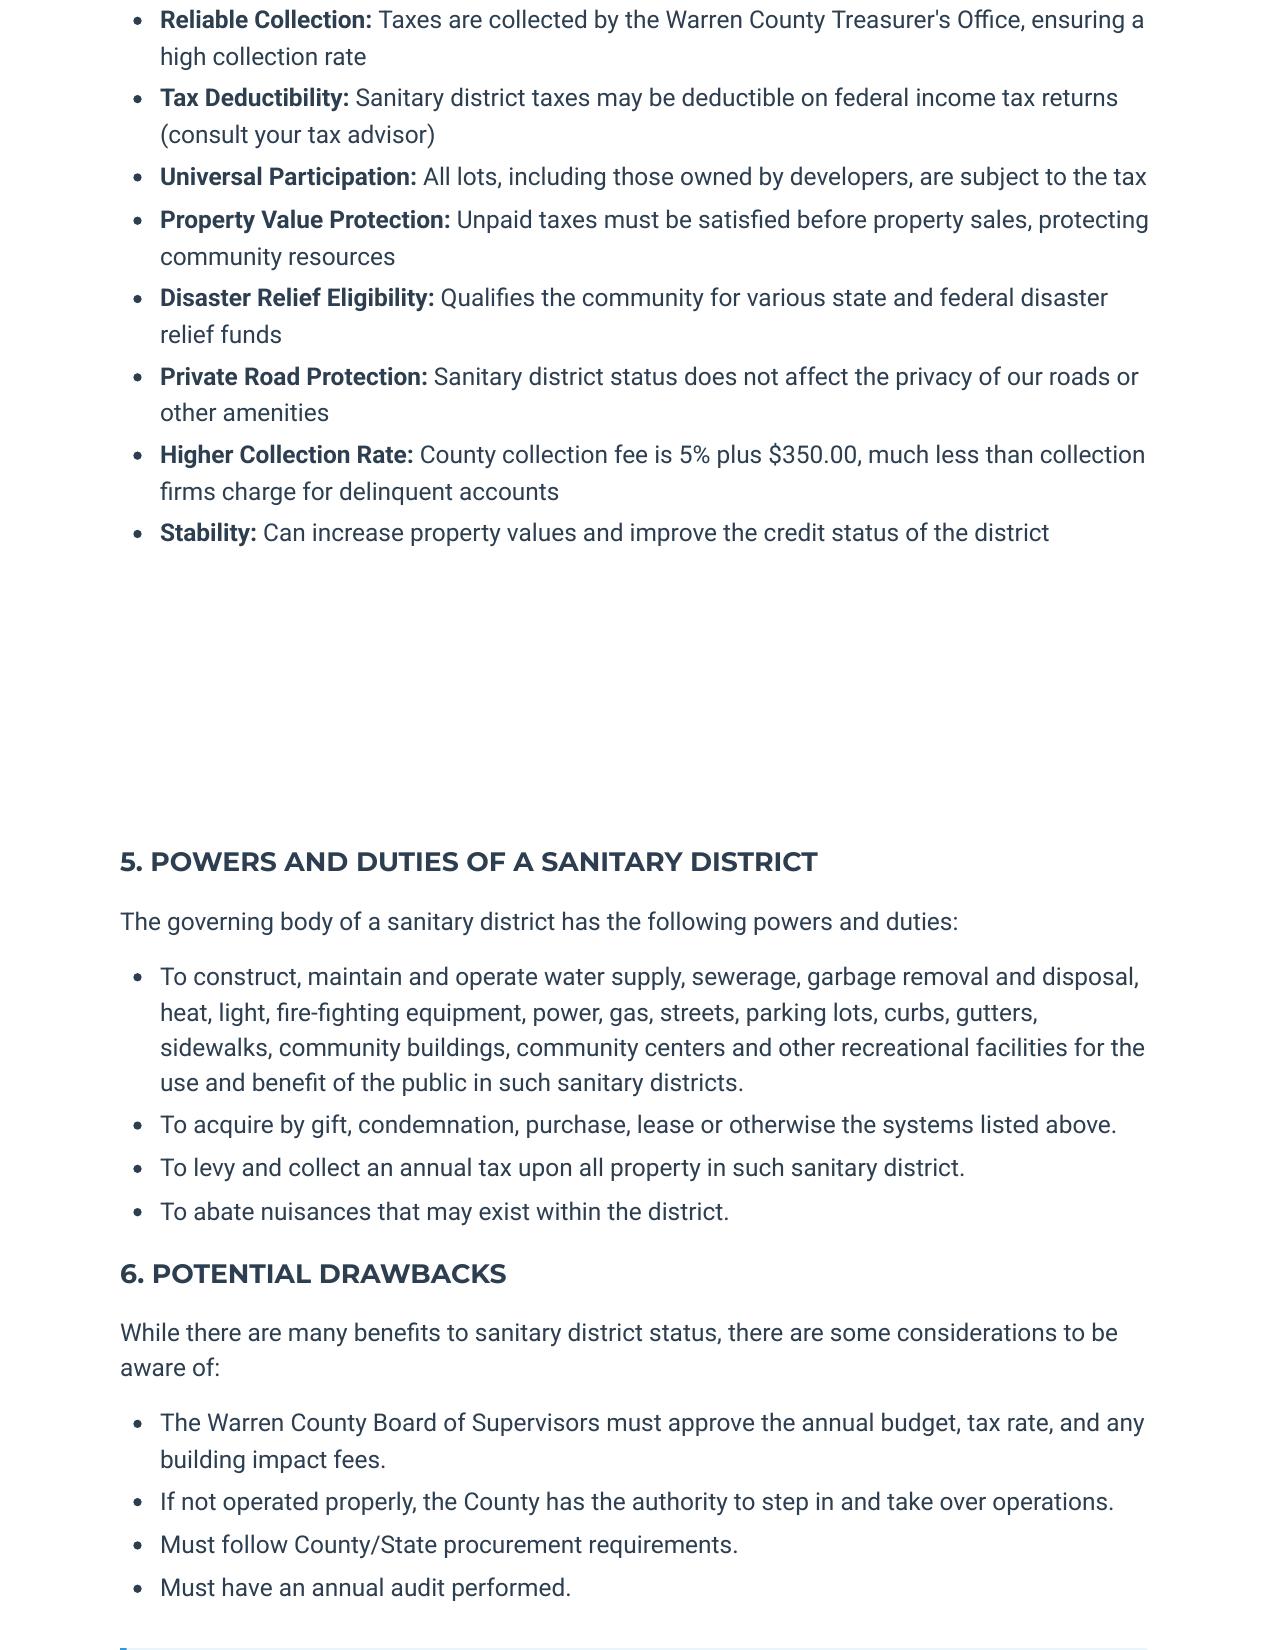 • Reliable Collection: Taxes are collected by the Warren County Treasurer's Office, ensuring a
high collection rate
• Tax Deductibility: Sanitary district taxes may be deductible on federal income tax returns
(consult your tax advisor)
• Universal Participation: All lots, including those owned by developers, are subject to the tax
• Property Value Protection: Unpaid taxes must be satisfied before property sales, protecting
community resources
• Disaster Relief Eligibility: Qualifies the community for various state and federal disaster
relief funds
• Private Road Protection: Sanitary district status does not affect the privacy of our roads or
other amenities
• Higher Collection Rate: County collection fee is 5% plus $350.00, much less than collection
firms charge for delinquent accounts
• Stability: Can increase property values and improve the credit status of the district
5. POWERS AND DUTIES OF A SANITARY DISTRICT
The governing body of a sanitary district has the following powers and duties:
• To construct, maintain and operate water supply, sewerage, garbage removal and disposal,
heat, light, fire-fighting equipment, power, gas, streets, parking lots, curbs, gutters,
sidewalks, community buildings, community centers and other recreational facilities for the
use and benefit of the public in such sanitary districts.
• To acquire by gift, condemnation, purchase, lease or otherwise the systems listed above.
• To levy and collect an annual tax upon all property in such sanitary district.
• To abate nuisances that may exist within the district.
6. POTENTIAL DRAWBACKS
While there are many benefits to sanitary district status, there are some considerations to be
aware of:
• The Warren County Board of Supervisors must approve the annual budget, tax rate, and any
building impact fees.
• If not operated properly, the County has the authority to step in and take over operations.
• Must follow County/State procurement requirements.
• Must have an annual audit performed.